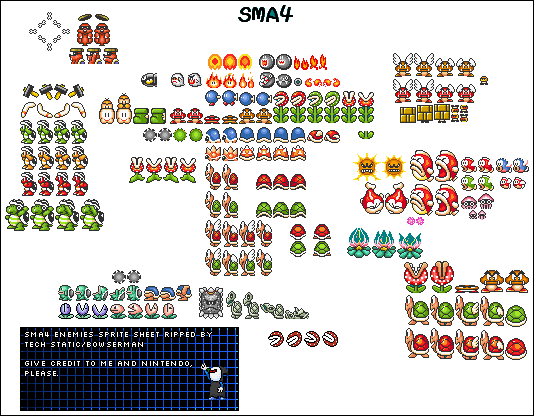 SMA4
SMA4 ENEMIES SPRITE SHEET RIPPED BY
TECH STATIC/BOWSERMAN
GIVE CREDIT TO ME AND NINTENDO,
PLEASE.